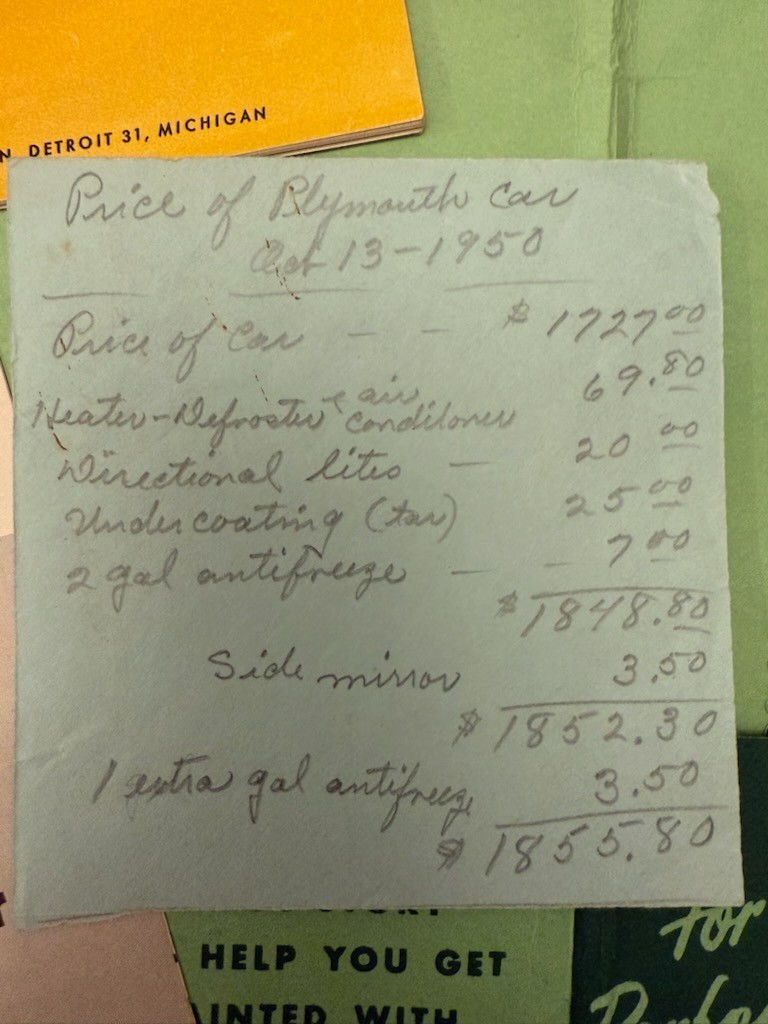 N, DETROIT 31, MICHIGAN
Price of Plymouth car
Oct 13-1950
Price of car - - $ 1727.00
Heater-Defroster & air conditioner 69.80
Directional lites - 20.00
Undercoating (tar) 25.00
2 gal antifreeze - - 7.00
$1848.80
Side mirror 3.50
$1852.30
1 extra gal antifreeze 3.50
$1855.80
HELP YOU GET
AINTED WITH
for